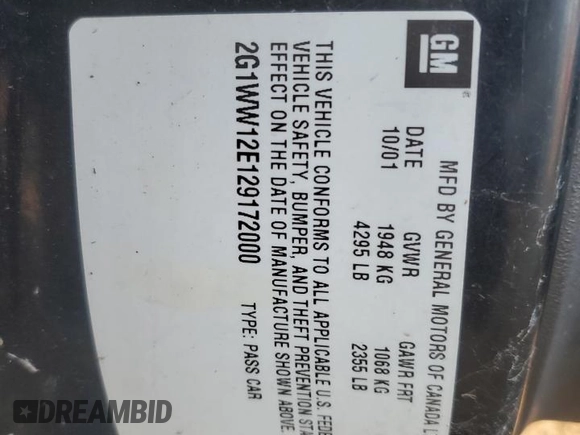 GM
MFD BY GENERAL MOTORS OF CANADA
DATE GVWR GAWR FRT
10/01 1948 KG 1068 KG
4295 LB 2355 LB
THIS VEHICLE CONFORMS TO ALL APPLICABLE U.S.
VEHICLE SAFETY, BUMPER, AND THEFT PREVENTION
EFFECT ON THE DATE OF MANUFACTURE SHOWN ABOVE.
2G1WW12E129172000 TYPE: PASS CAR
DREAMBID